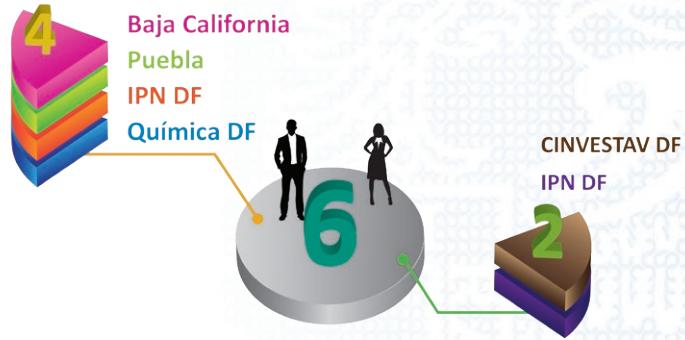 4
Baja California
Puebla
IPN DF
Química DF
6
CINVESTAV DF
IPN DF
2